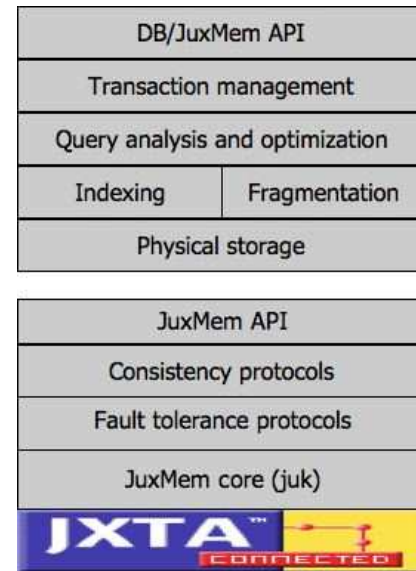 DB/JuxMem API
Transaction management
Query analysis and optimization
Indexing Fragmentation
Physical storage
JuxMem API
Consistency protocols
Fault tolerance protocols
JuxMem core (juk)
JXTA™
CONNECTED